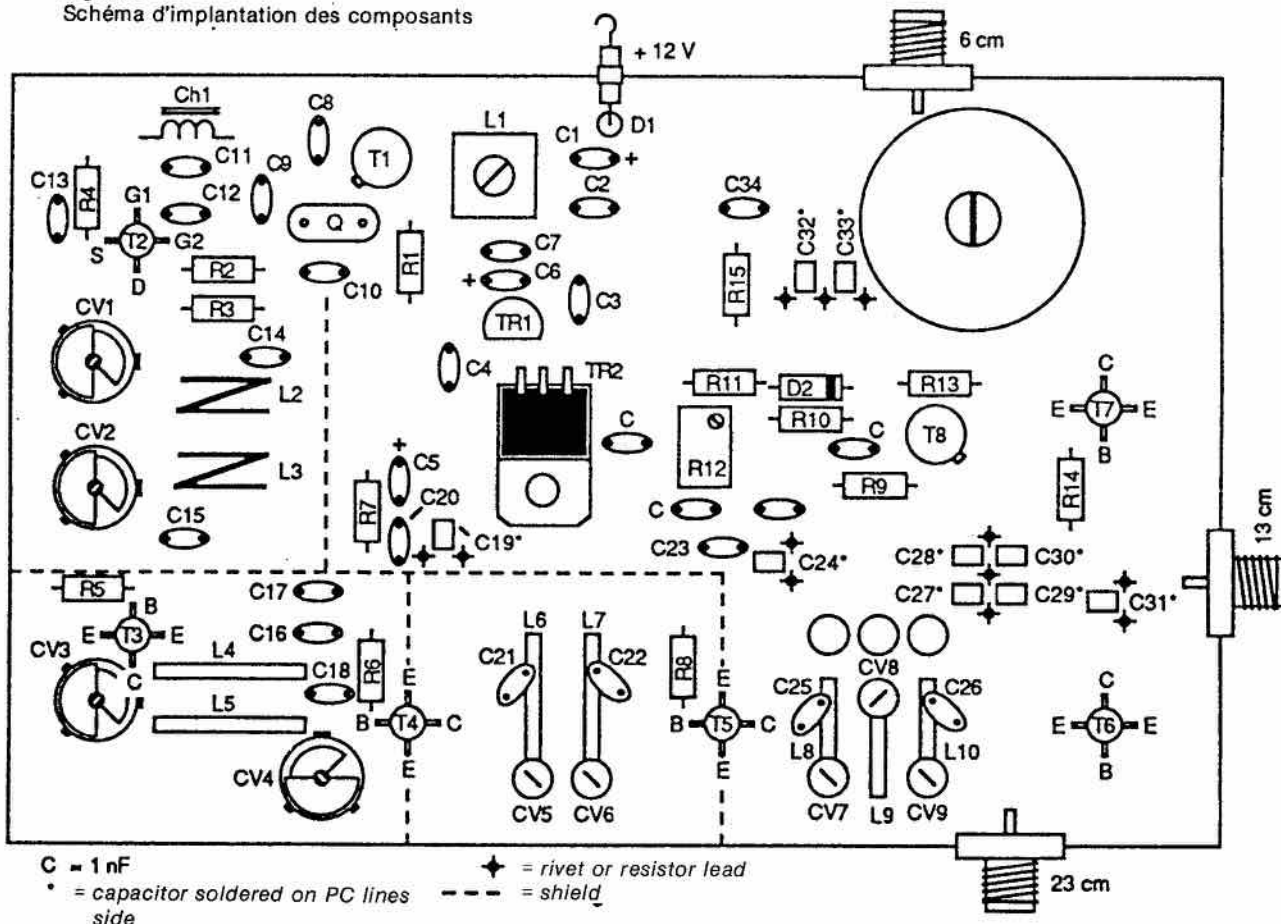 Schéma d'implantation des composants
+ 12 V
6 cm
Ch1
C8
L1
D1
C1
+
T1
C11
C9
C13
R4
G1
C12
C2
C34
C32*
C33*
Q
S
T2
G2
D
R2
R1
C7
+
C6
R15
R3
C10
C3
CV1
TR1
C14
C4
TR2
R11
D2
R13
C
L2
R10
E
T7
E
CV2
C
C
T8
B
L3
+
C5
R12
R7
C20
R9
R14
C15
C
C19*
C23
C24*
13 cm
C28*
C30*
R5
C17
C27*
C29*
C31*
B
E
T3
E
C16
L6
L7
CV3
L4
R6
C21
C22
R8
CV8
C
C18
E
E
C25
C26
C
L5
B
T4
C
B
T5
C
E
T6
E
E
E
L8
L10
B
CV4
CV5
CV6
CV7
L9
CV9
C = 1 nF
= rivet or resistor lead
* = capacitor soldered on PC lines
= shield
side
23 cm